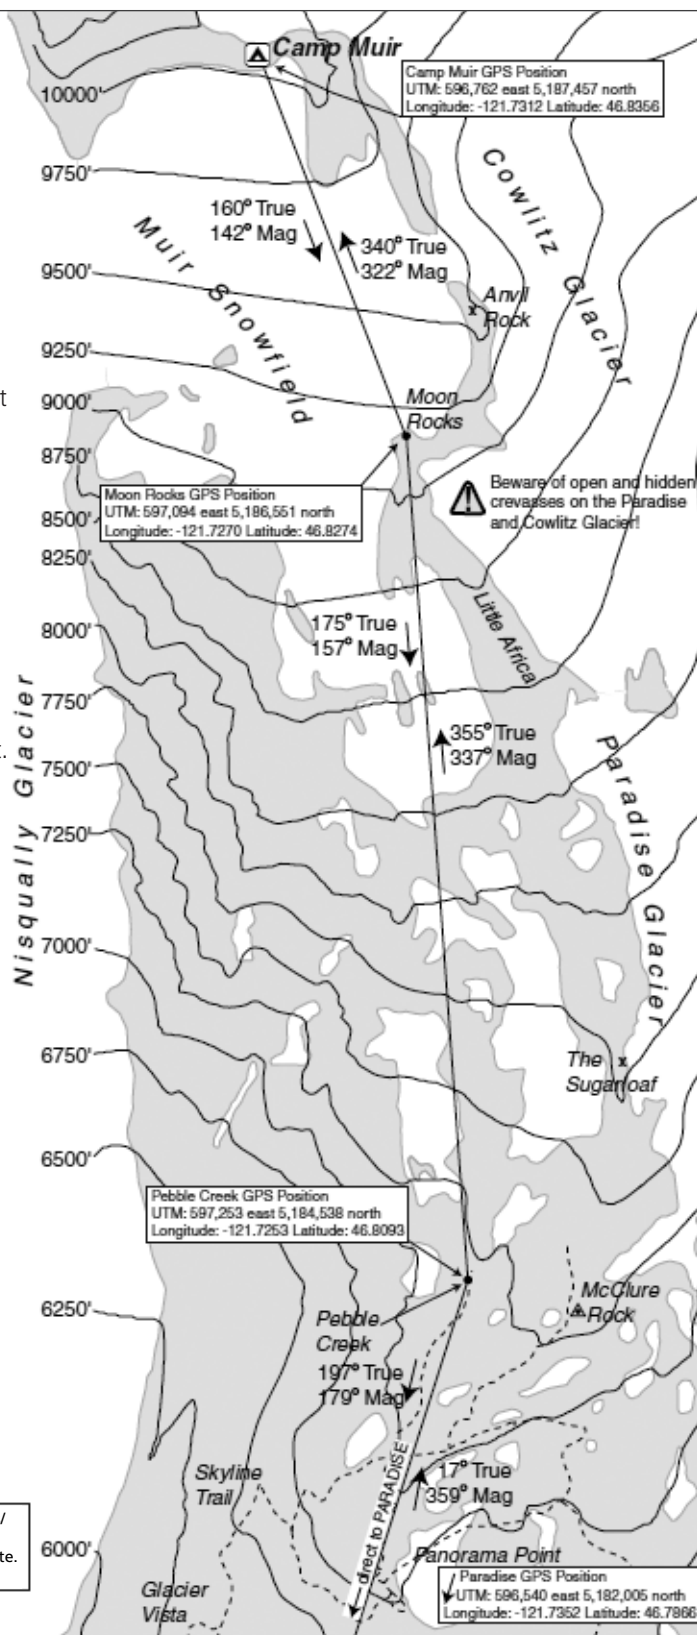 Camp Muir
Camp Muir GPS Position
UTM: 596,762 east 5,187,457 north
Longitude: -121.7312 Latitude: 46.8356
10000'
9750'
Cowlitz Glacier
160° True
142° Mag
340° True
322° Mag
Muir Snowfield
9500'
Anvil
Rock
9250'
9000'
t
Moon
Rocks
8750'
Beware of open and hidden
crevasses on the Paradise
and Cowlitz Glacier!
Moon Rocks GPS Position
UTM: 597,094 east 5,186,551 north
Longitude: -121.7270 Latitude: 46.8274
8500'
8250'
Little Africa
175° True
157° Mag
8000'
7750'
355° True
337° Mag
Paradise Glacier
Nisqually Glacier
t.
7500'
7250'
7000'
6750'
The
Sugarloaf
6500'
Pebble Creek GPS Position
UTM: 597,253 east 5,184,538 north
Longitude: -121.7253 Latitude: 46.8093
6250'
McClure
Rock
Pebble
Creek
197° True
179° Mag
direct to PARADISE
Skyline
Trail
17° True
359° Mag
/
te.
6000'
Panorama Point
Glacier
Vista
Paradise GPS Position
UTM: 596,540 east 5,182,005 north
Longitude: -121.7352 Latitude: 46.7866